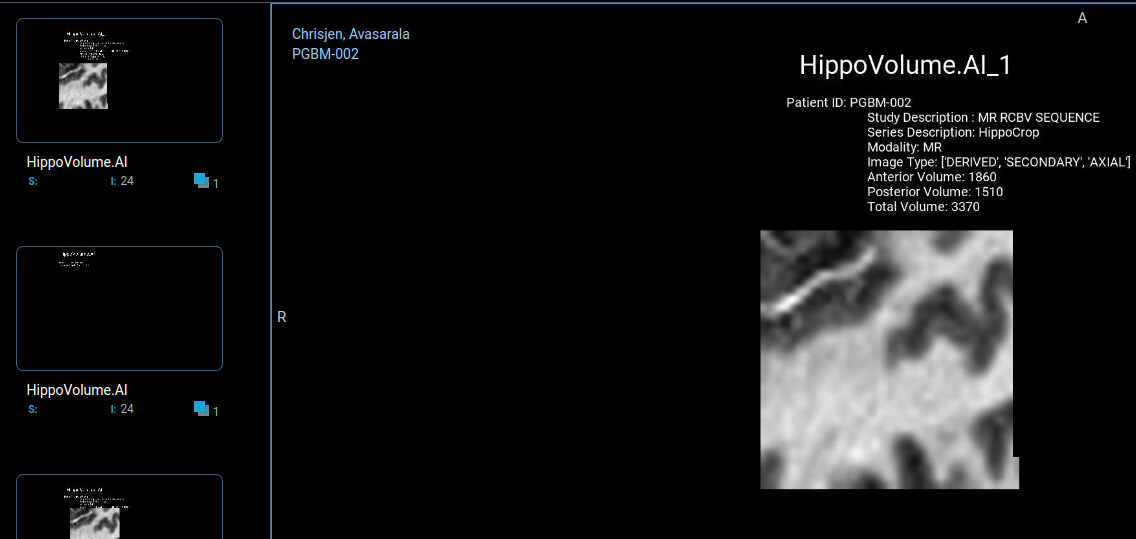 HippoVolume.AI
S: I: 24 1
HippoVolume.AI
S: I: 24 1
Chrisjen, Avasarala
PGBM-002
A
R
HippoVolume.AI_1
Patient ID: PGBM-002
Study Description : MR RCBV SEQUENCE
Series Description: HippoCrop
Modality: MR
Image Type: ['DERIVED', 'SECONDARY', 'AXIAL']
Anterior Volume: 1860
Posterior Volume: 1510
Total Volume: 3370